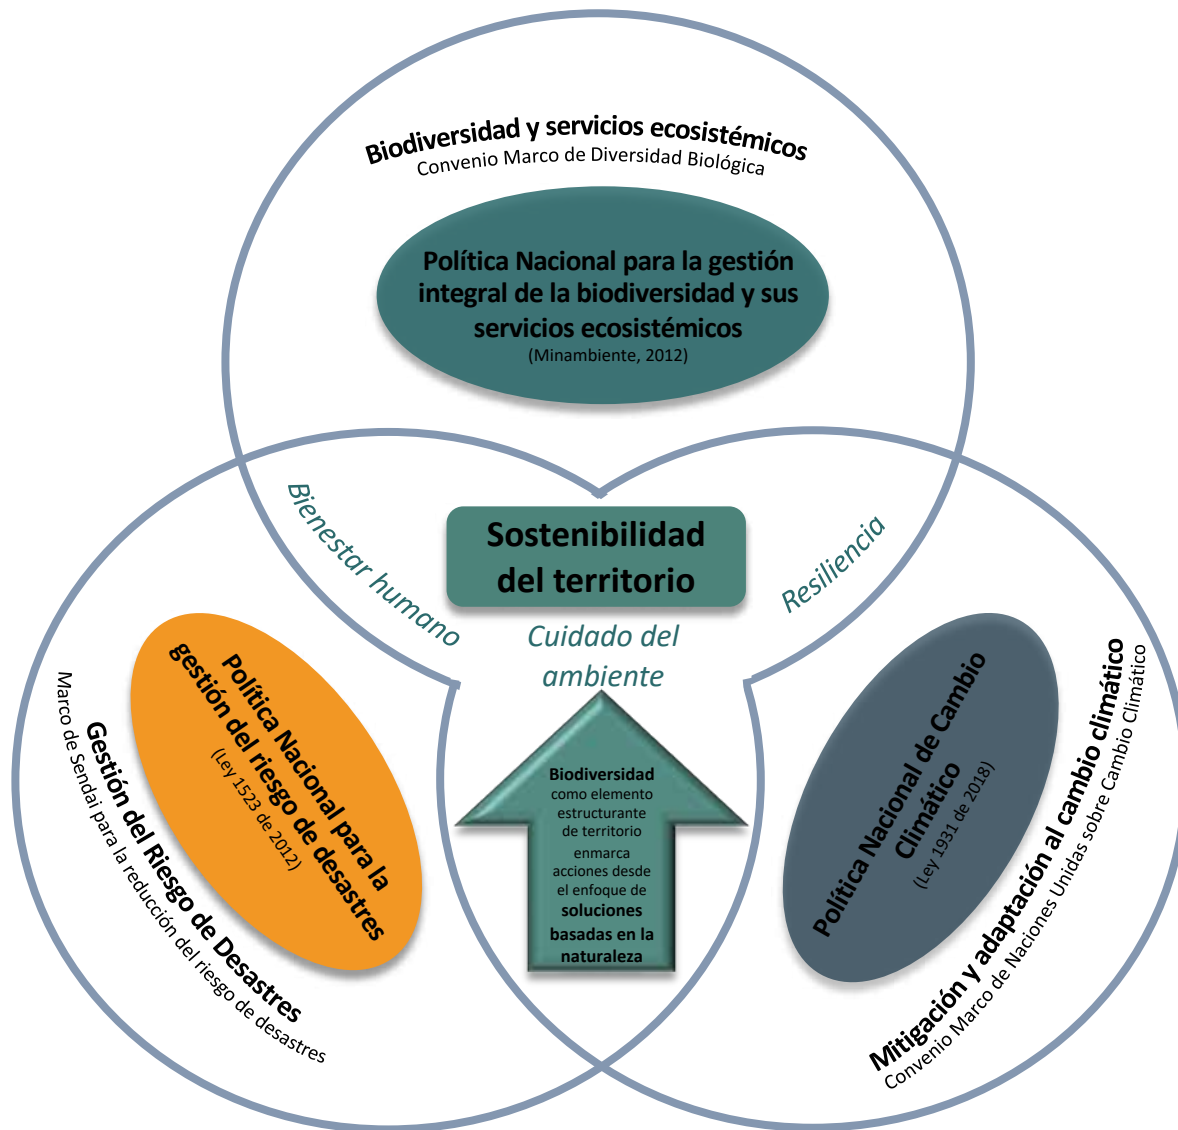 Biodiversidad y servicios ecosistémicos
Convenio Marco de Diversidad Biológica
Política Nacional para la gestión
integral de la biodiversidad y sus
servicios ecosistémicos
(Minambiente, 2012)
Bienestar humano
Sostenibilidad
del territorio
Resiliencia
Cuidado del
ambiente
Política Nacional para la
gestión del riesgo de desastres
(Ley 1523 de 2012)
Gestión del Riesgo de Desastres
Marco de Sendai para la reducción del riesgo de desastres
Biodiversidad
como elemento
estructurante
de territorio
enmarca
acciones desde
el enfoque de
soluciones
basadas en la
naturaleza
Política Nacional de Cambio
Climático
(Ley 1931 de 2018)
Mitigación y adaptación al cambio climático
Convenio Marco de Naciones Unidas sobre Cambio Climático